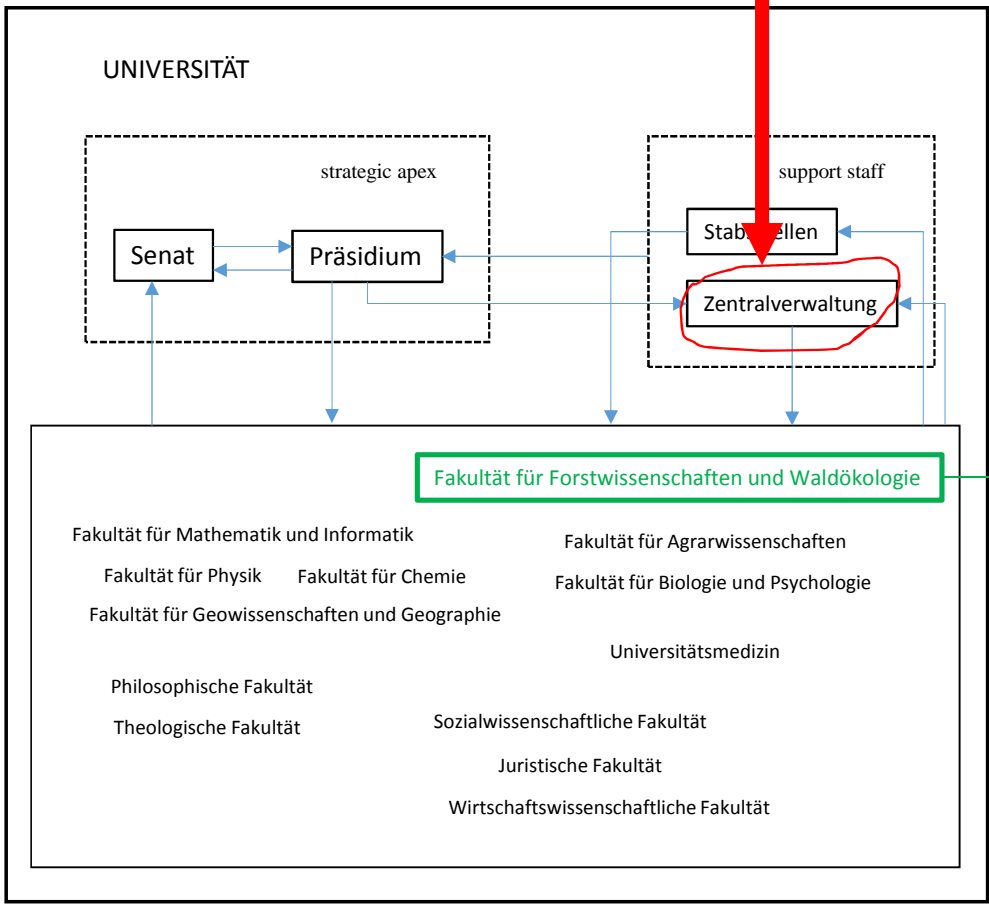 UNIVERSITÄT
strategic apex
support staff
Senat
Präsidium
Zentralverwaltung
Fakultät für Forstwissenschaften und Waldökologie
Fakultät für Mathematik und Informatik
Fakultät für Agrarwissenschaften
Fakultät für Physik
Fakultät für Chemie
Fakultät für Biologie und Psychologie
Fakultät für Geowissenschaften und Geographie
Universitätsmedizin
Philosophische Fakultät
Theologische Fakultät
Sozialwissenschaftliche Fakultät
Juristische Fakultät
Wirtschaftswissenschaftliche Fakultät